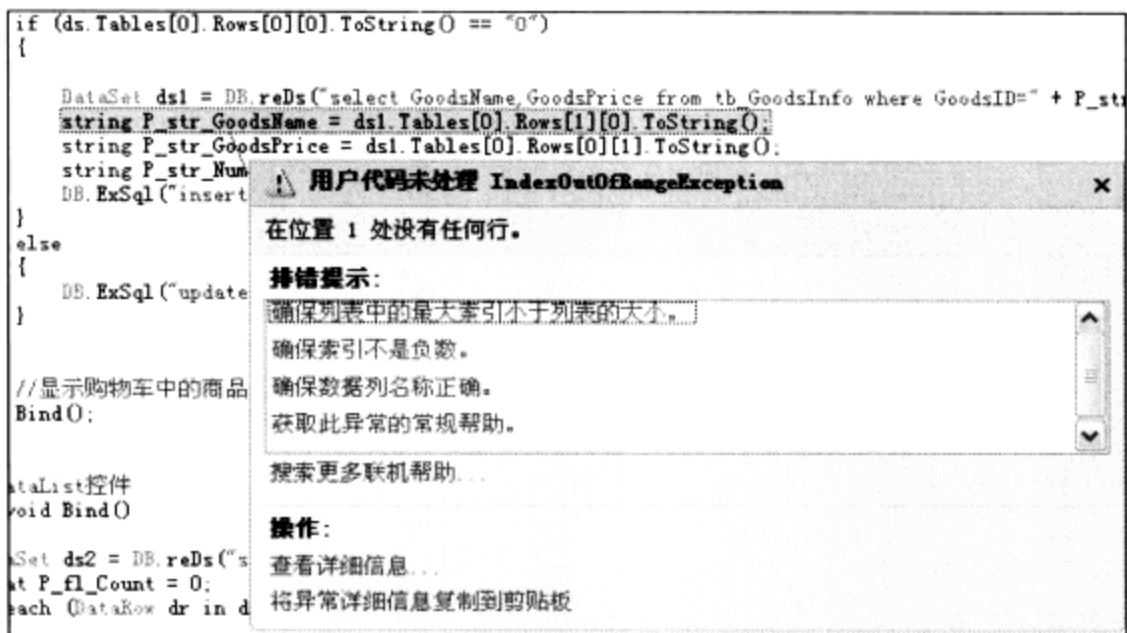 if (ds.Tables[0].Rows[0][0].ToString() == "0")
{
DataSet ds1 = DB.reDs("select GoodsName,GoodsPrice from tb_GoodsInfo where GoodsID=" + P_str
string P_str_GoodsName = ds1.Tables[0].Rows[1][0].ToString();
string P_str_GoodsPrice = ds1.Tables[0].Rows[0][1].ToString();
string P_str_Num
DB.ExSql("insert
}
else
{
DB.ExSql("update
}
//显示购物车中的商品
Bind();
ataList控件
void Bind()
aSet ds2 = DB.reDs("s
at P_fl_Count = 0;
each (DataRow dr in d
用户代码未处理 IndexOutOfRangeException
在位置 1 处没有任何行。
排错提示:
确保列表中的最大索引小于列表的大小。
确保索引不是负数。
确保数据列名称正确。
获取此异常的常规帮助。
搜索更多联机帮助...
操作:
查看详细信息...
将异常详细信息复制到剪贴板